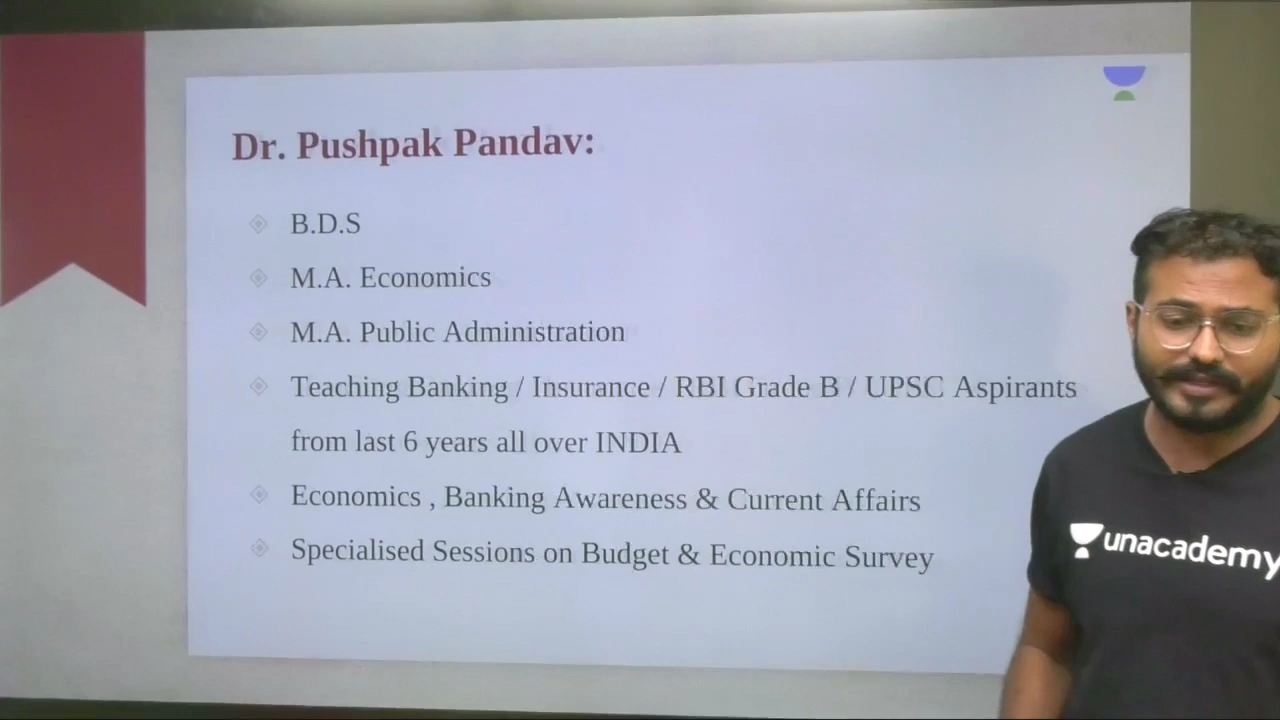 Dr. Pushpak Pandav:
B.D.S
M.A. Economics
M.A. Public Administration
Teaching Banking / Insurance / RBI Grade B / UPSC Aspirants
from last 6 years all over INDIA
Economics , Banking Awareness & Current Affairs
Specialised Sessions on Budget & Economic Survey
unacademy